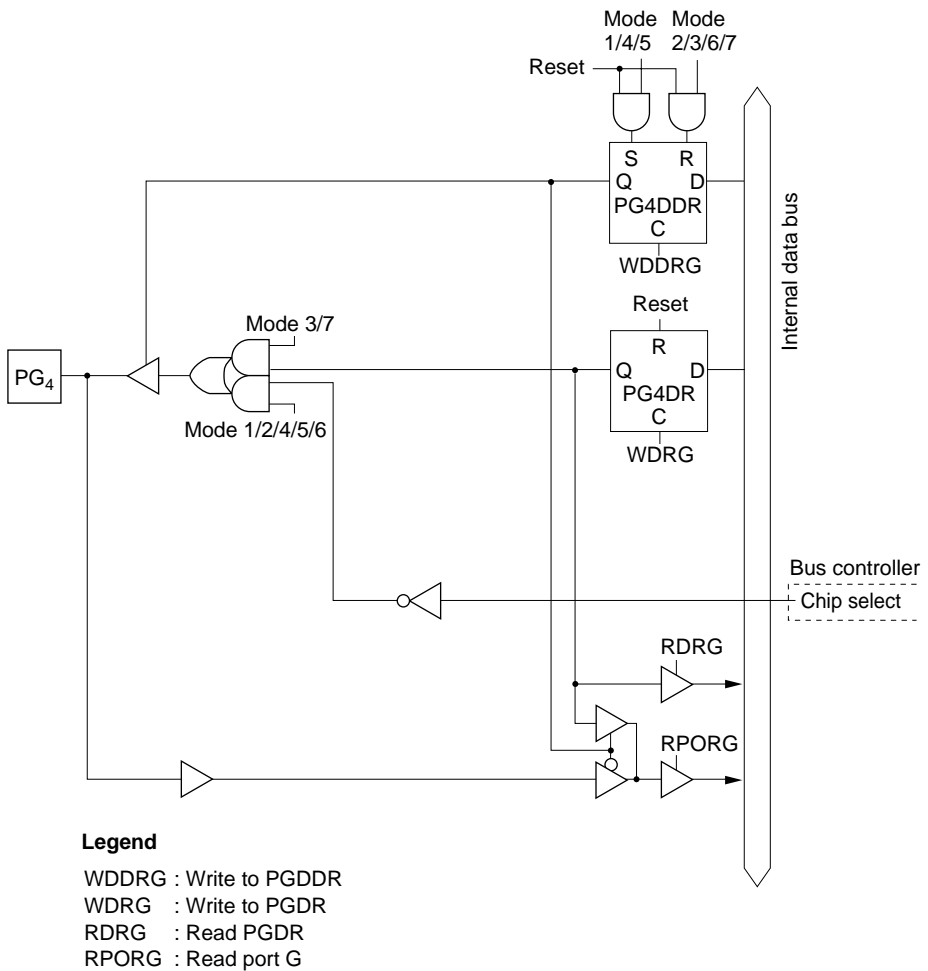 Mode
1/4/5
Mode
2/3/6/7
Reset
S R
Q D
PG4DDR
C
WDDRG
Internal data bus
Reset
Mode 3/7
R
Q D
PG4DR
C
WDRG
PG4
Mode 1/2/4/5/6
Bus controller
Chip select
RDRG
RPORG
Legend
WDDRG : Write to PGDDR
WDRG : Write to PGDR
RDRG : Read PGDR
RPORG : Read port G